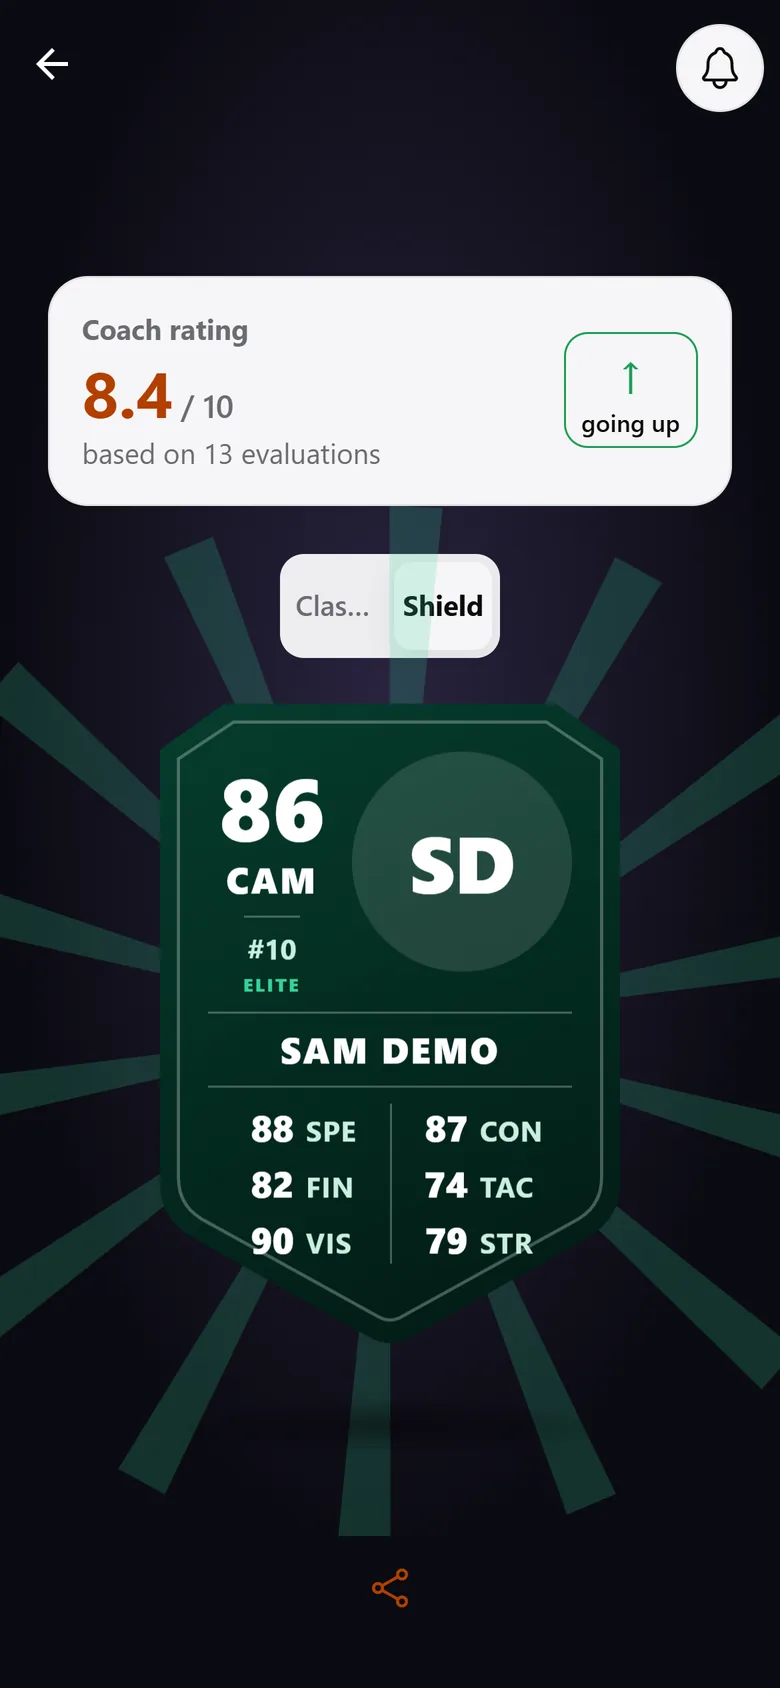 Coach rating
8.4 / 10
based on 13 evaluations
↑
going up
Clas...
Shield
86
CAM
#10
ELITE
SD
SAM DEMO
88 SPE
87 CON
82 FIN
74 TAC
90 VIS
79 STR